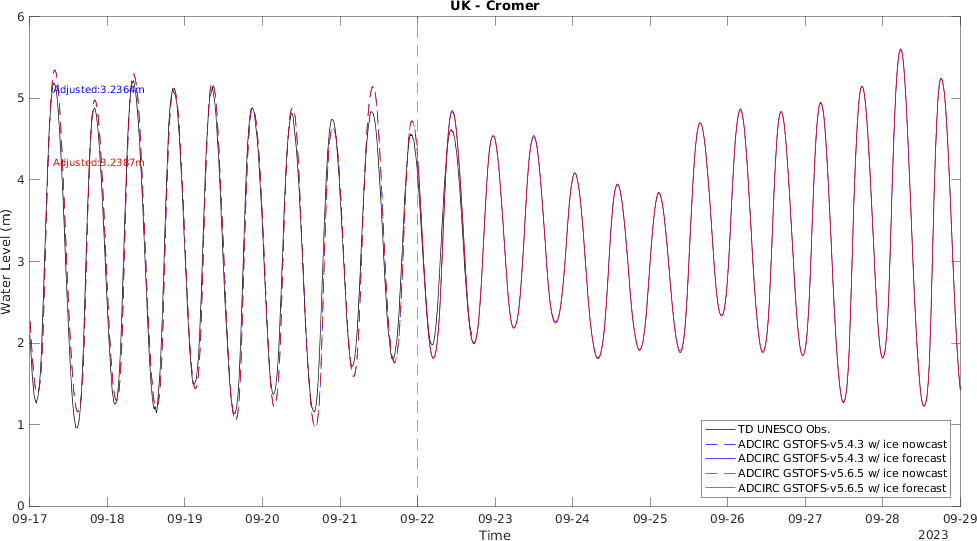 UK - Cromer
Water Level (m)
6
5
4
3
2
1
0
Adjusted:3.2364m
Adjusted:3.2387m
TD UNESCO Obs.
ADCIRC GSTOFS-v5.4.3 w/ ice nowcast
ADCIRC GSTOFS-v5.4.3 w/ ice forecast
ADCIRC GSTOFS-v5.6.5 w/ ice nowcast
ADCIRC GSTOFS-v5.6.5 w/ ice forecast
09-17 09-18 09-19 09-20 09-21 09-22 09-23 09-24 09-25 09-26 09-27 09-28 09-29
Time
2023